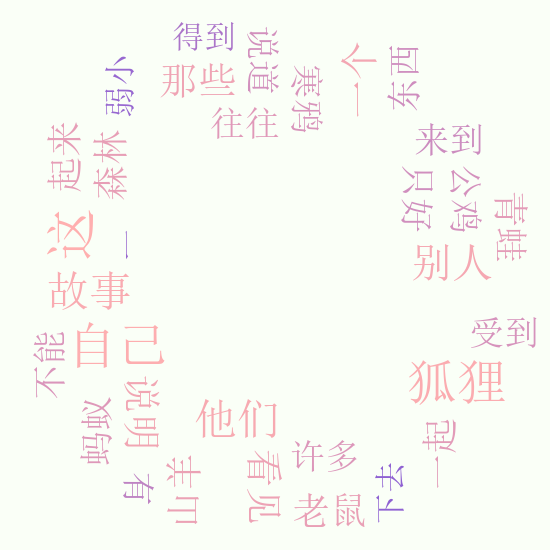 得到
说道
一个
东西
那些
寒鸦
弱小
往往
来到
起来
森林
只好
公鸡
青蛙
这
一
别人
故事
受到
自己
不能
狐狸
说明
蚂蚁
他们
一起
许多
看见
山羊
有
下去
老鼠